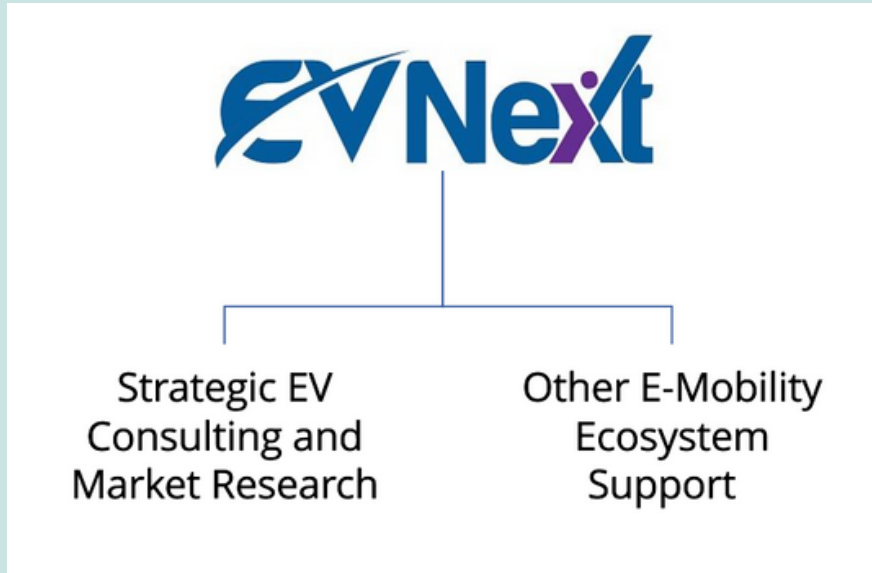 EVNext
Strategic EV
Consulting and
Market Research
Other E-Mobility
Ecosystem
Support